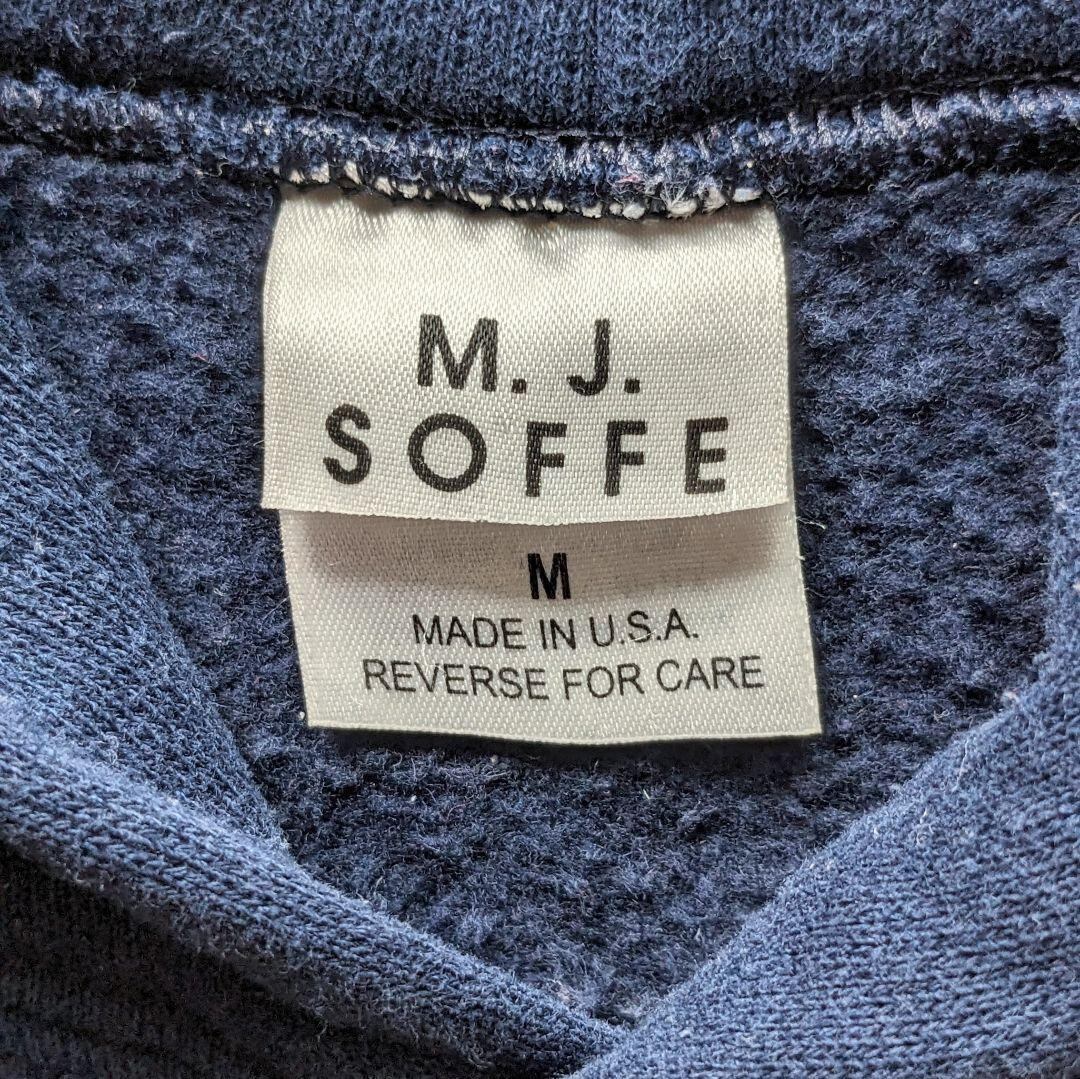 M. J.
SOFFE
M
MADE IN U.S.A.
REVERSE FOR CARE